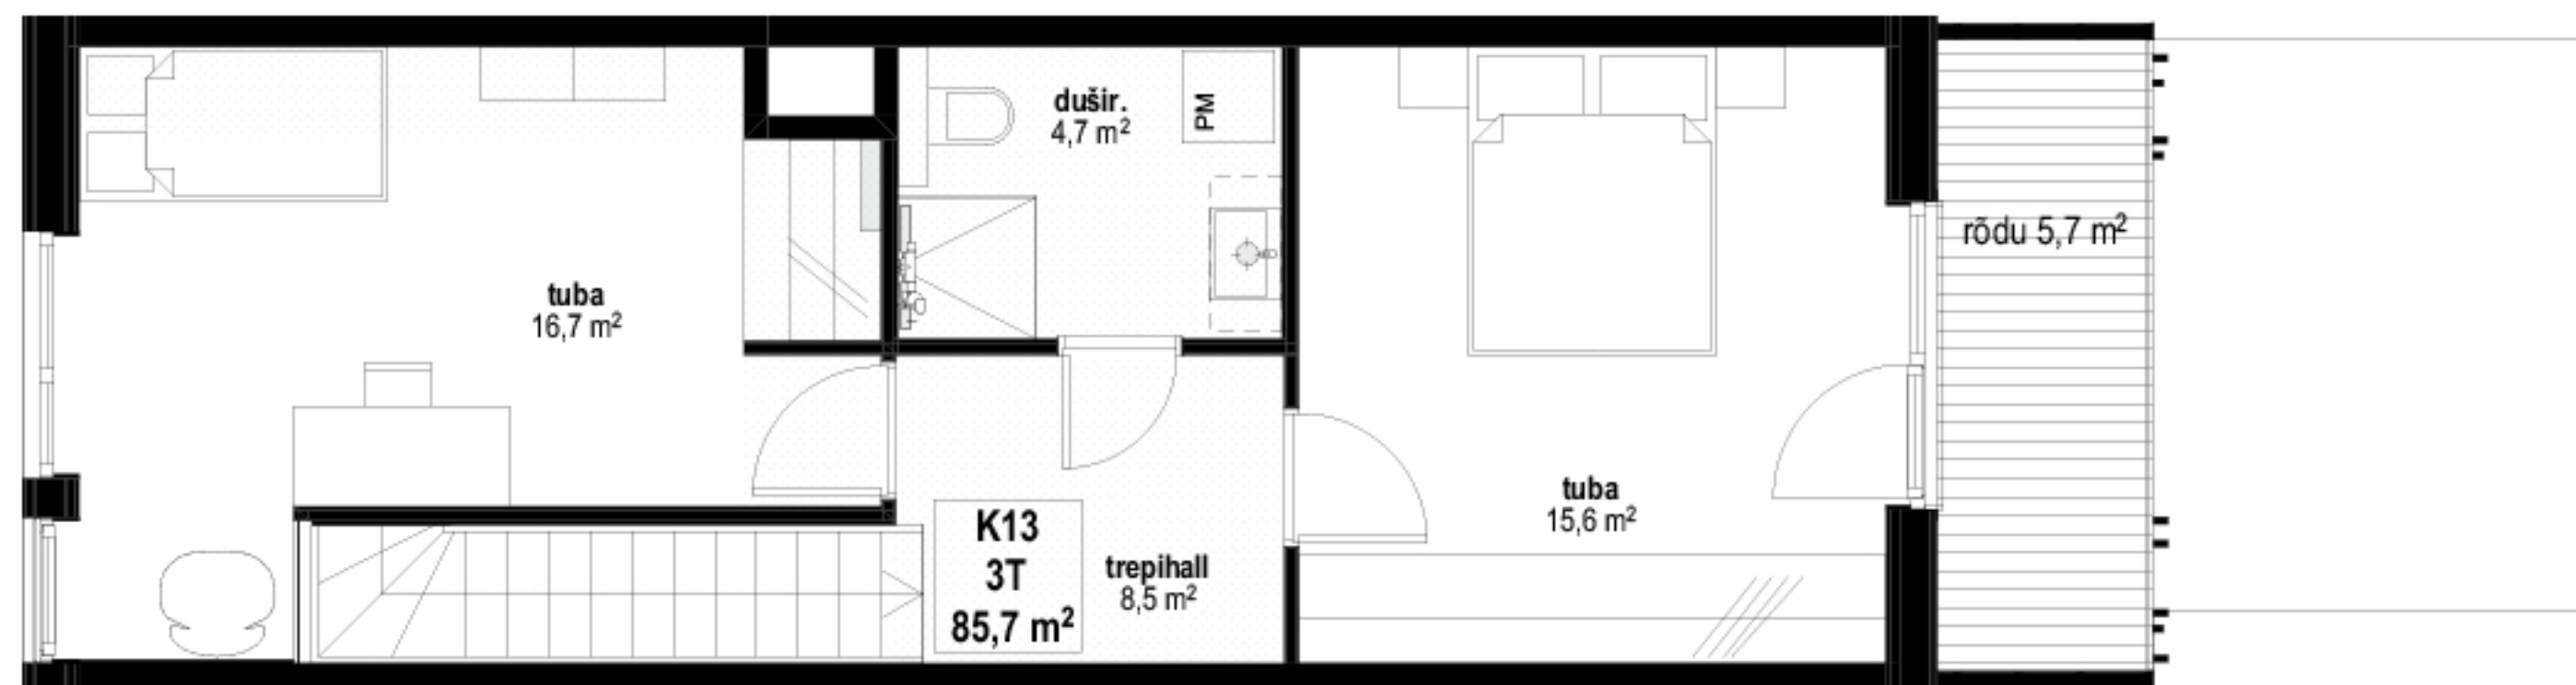 tuba
16,7 m²
dušir.
4,7 m²
PM
K13
3T
85,7 m²
trepihall
8,5 m²
tuba
15,6 m²
rõdu 5,7 m²